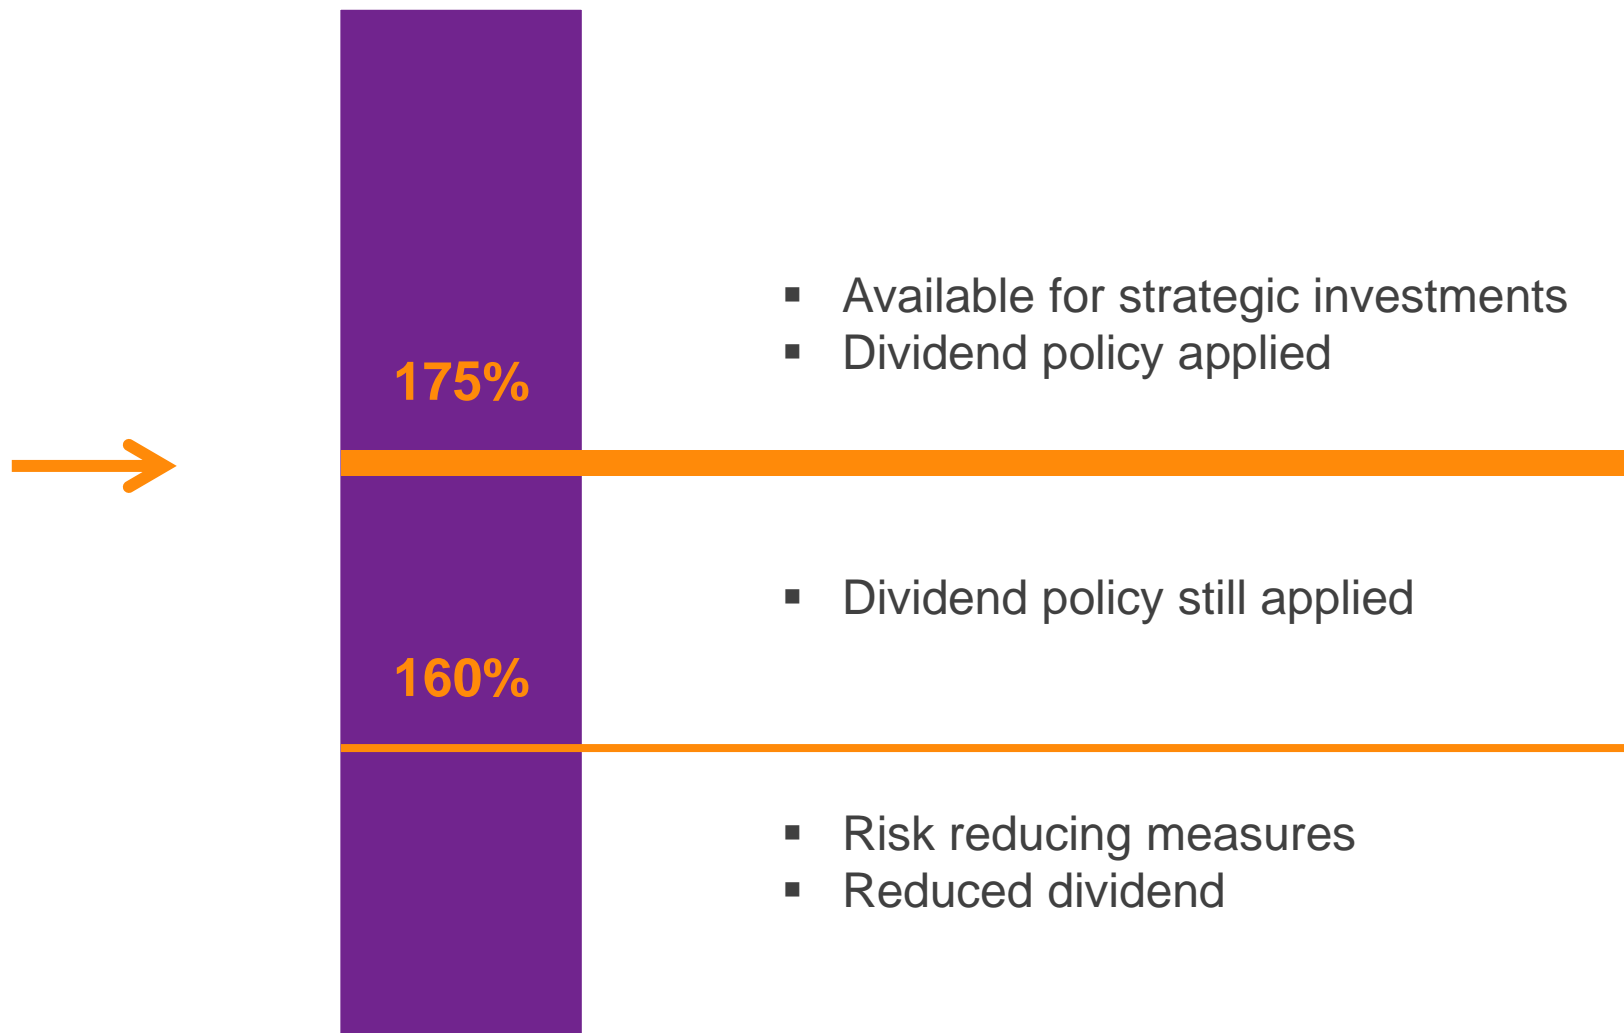 ▪ Available for strategic investments
▪ Dividend policy applied
175%
▪ Dividend policy still applied
160%
▪ Risk reducing measures
▪ Reduced dividend